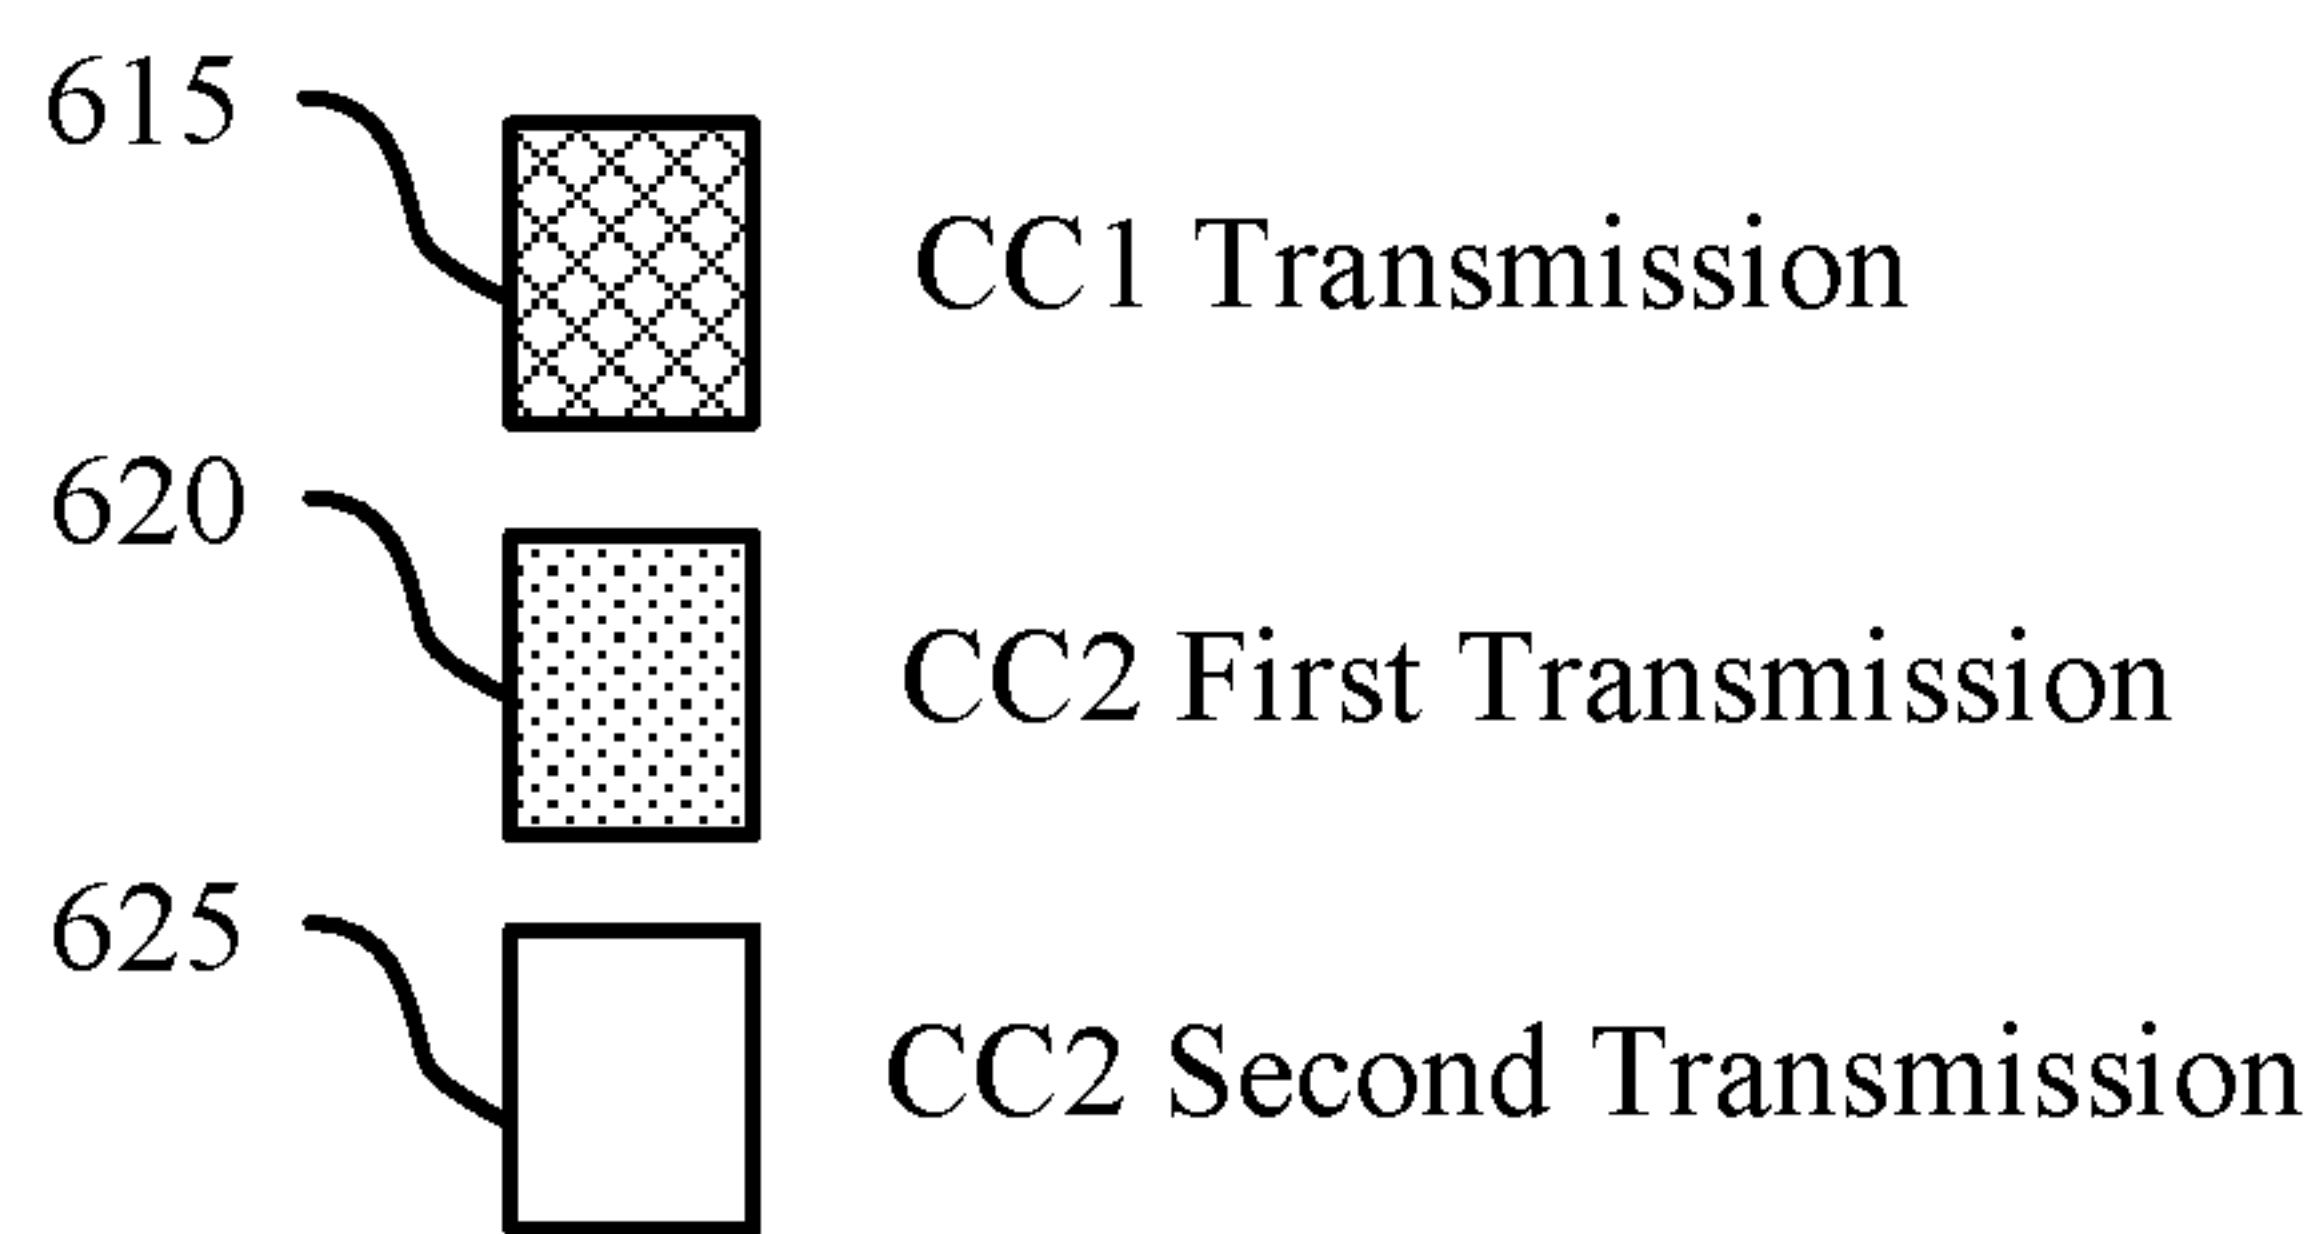 615
CC1 Transmission
620
CC2 First Transmission
625
CC2 Second Transmission